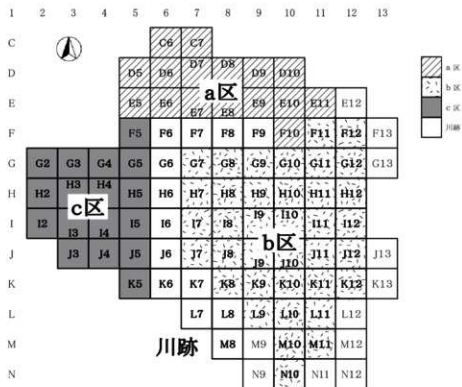 1 2 3 4 5 6 7 8 9 10 11 12 13
C C6 C7
D D5 D6 D7 D8 D9 D10
a区
E E5 E6 E7 E8 E9 E10 E11 E12
F F5 F6 F7 F8 F9 F10 F11 F12 F13
G G2 G3 G4 G5 G6 G7 G8 G9 G10 G11 G12 G13
H H2 H3 H4 H5 H6 H7 H8 H9 H10 H11 H12
c区
I I2 I3 I4 I5 I6 I7 I8 I9 I10 I11 I12
b区
J J3 J4 J5 J6 J7 J8 J9 J10 J11 J12 J13
K K5 K6 K7 K8 K9 K10 K11 K12 K13
L L7 L8 L9 L10 L11 L12
川跡
M M8 M9 M10 M11 M12
N N9 N10 N11 N12
a 区
b 区
c 区
川跡